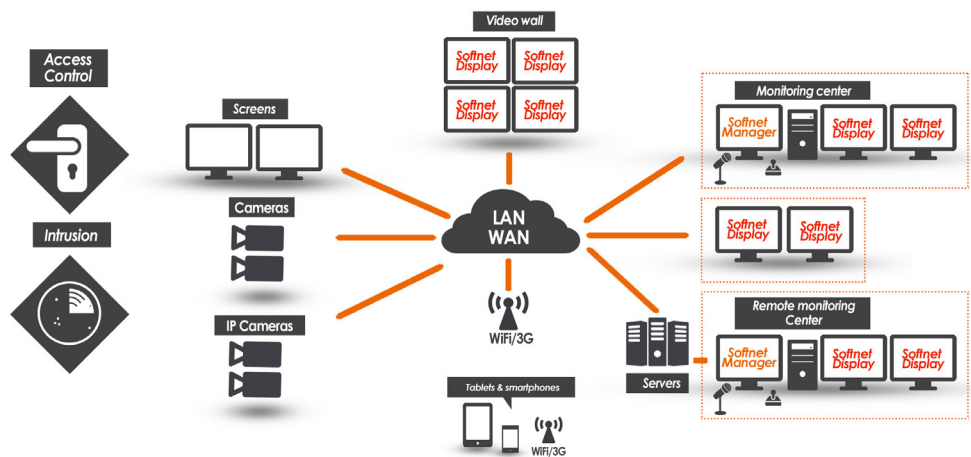 Access
Control
Intrusion
Screens
Cameras
IP Cameras
Video wall
Softnet
Display
Softnet
Display
Softnet
Display
Softnet
Display
LAN
WAN
WiFi/3G
Tablets & smartphones
WiFi/3G
Monitoring center
Softnet
Manager
Softnet
Display
Softnet
Display
Softnet
Display
Softnet
Display
Servers
Remote monitoring
Center
Softnet
Manager
Softnet
Display
Softnet
Display